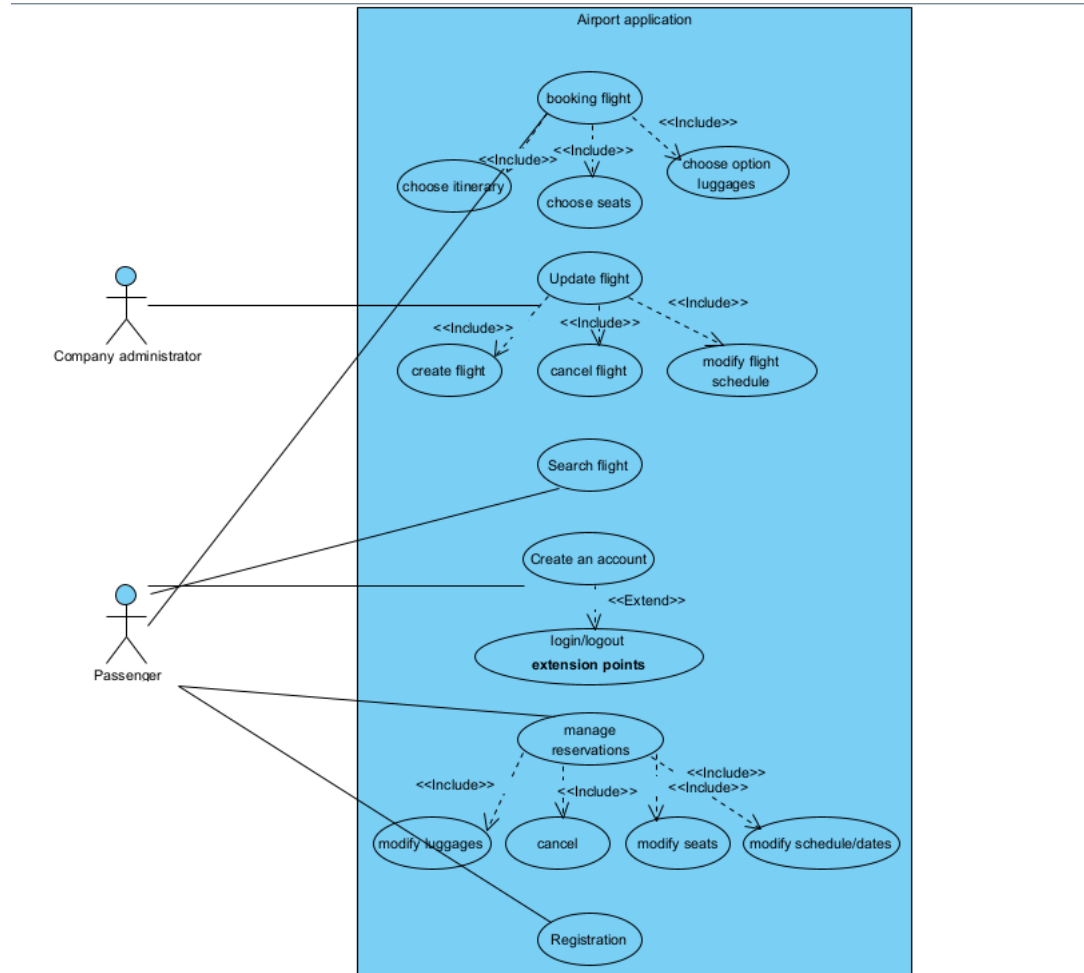 Airport application
booking flight
<<Include>>
<<Include>>
<<Include>>
choose itinerary
choose seats
choose option
luggages
Company administrator
Update flight
<<Include>>
<<Include>>
<<Include>>
create flight
cancel flight
modify flight
schedule
Search flight
Create an account
<<Extend>>
login/logout
extension points
Passenger
manage
reservations
<<Include>>
<<Include>>
<<Include>>
<<Include>>
modify luggages
cancel
modify seats
modify schedule/dates
Registration